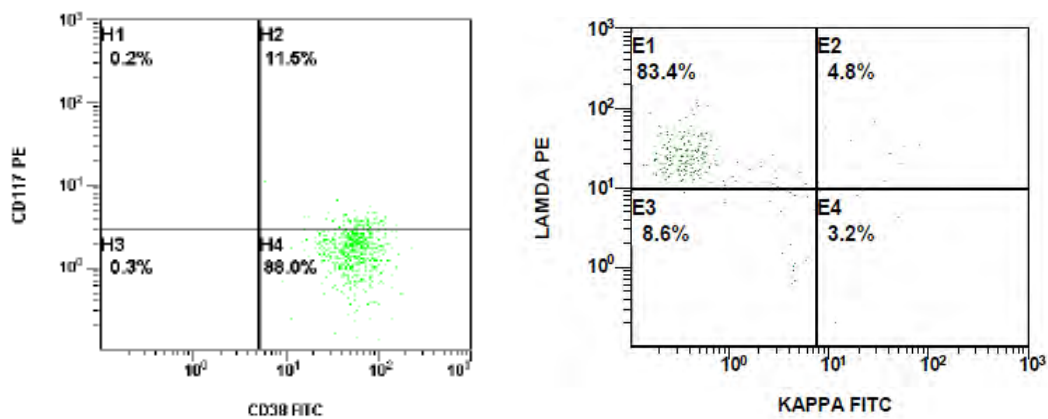 10³
H1
0.2%
H2
11.5%
10²
CD117 PE
10¹
H3
0.3%
H4
88.0%
10⁰
10⁰
10¹
10²
10³
CD38 FITC
10³
E1
83.4%
E2
4.8%
10²
LAMDA PE
10¹
E3
8.6%
E4
3.2%
10⁰
10⁰
10¹
10²
10³
KAPPA FITC